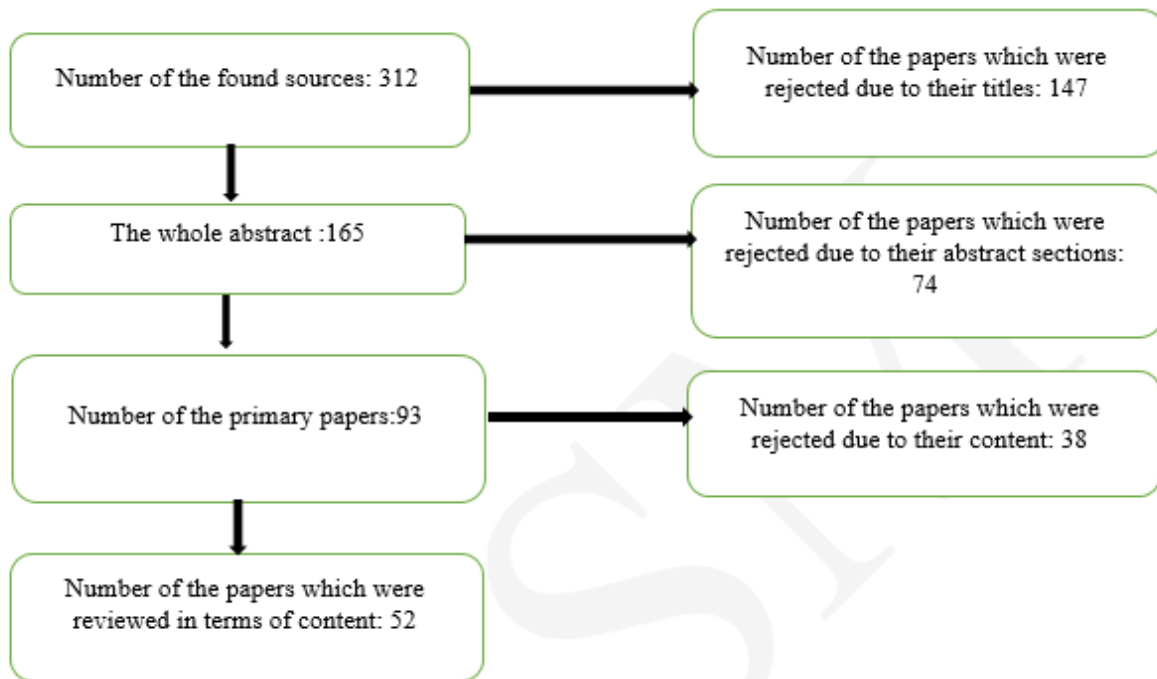 Number of the found sources: 312
Number of the papers which were
rejected due to their titles: 147
The whole abstract :165
Number of the papers which were
rejected due to their abstract sections:
74
Number of the primary papers:93
Number of the papers which were
rejected due to their content: 38
Number of the papers which were
reviewed in terms of content: 52